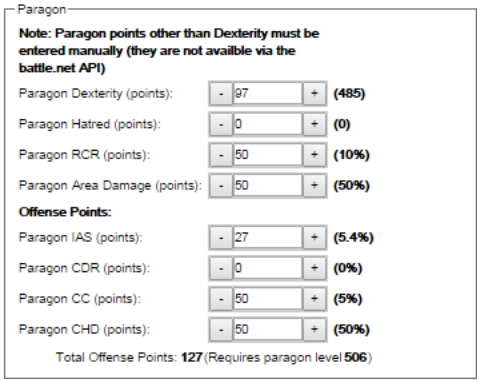 Paragon
Note: Paragon points other than Dexterity must be
entered manually (they are not availble via the
battle.net API)
Paragon Dexterity (points): - 97 + (485)
Paragon Hatred (points): - 0 + (0)
Paragon RCR (points): - 50 + (10%)
Paragon Area Damage (points): - 50 + (50%)
Offense Points:
Paragon IAS (points): - 27 + (5.4%)
Paragon CDR (points): - 0 + (0%)
Paragon CC (points): - 50 + (5%)
Paragon CHD (points): - 50 + (50%)
Total Offense Points: 127 (Requires paragon level 506)